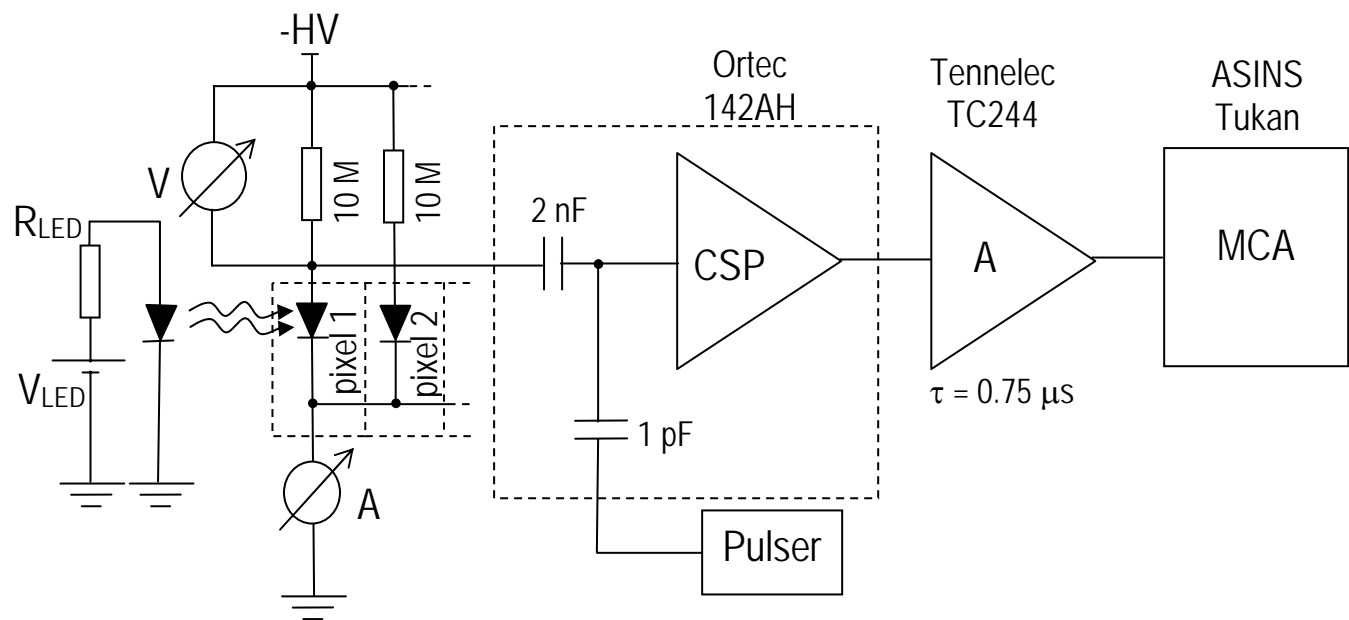 -HV
Ortec
142AH
Tennelec
TC244
ASINS
Tukan
V
10 M
10 M
2 nF
RLED
CSP
A
MCA
pixel 1
pixel 2
VLED
τ = 0.75 μs
1 pF
A
Pulser